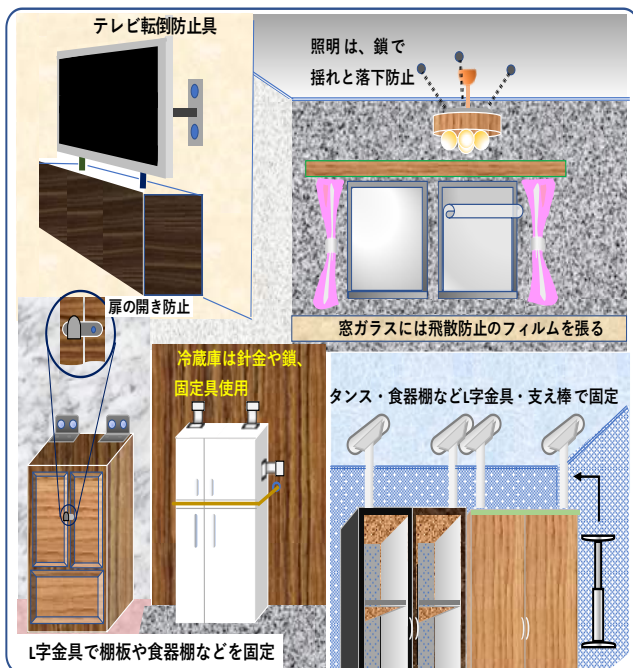 テレビ転倒防止具
照明は、鎖で
揺れと落下防止
扉の開き防止
窓ガラスには飛散防止のフィルムを張る
冷蔵庫は針金や鎖、
固定具使用
タンス・食器棚などL字金具・支え棒で固定
L字金具で棚板や食器棚などを固定